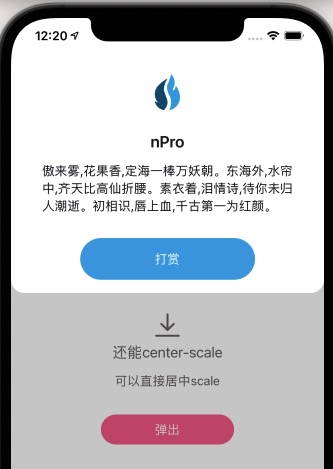 12:20
nPro
傲来雾,花果香,定海一棒万妖朝。东海外,水帘
中,齐天比高仙折腰。素衣着,泪情诗,待你未归
人潮逝。初相识,唇上血,千古第一为红颜。
打赏
还能center-scale
可以直接居中scale
弹出